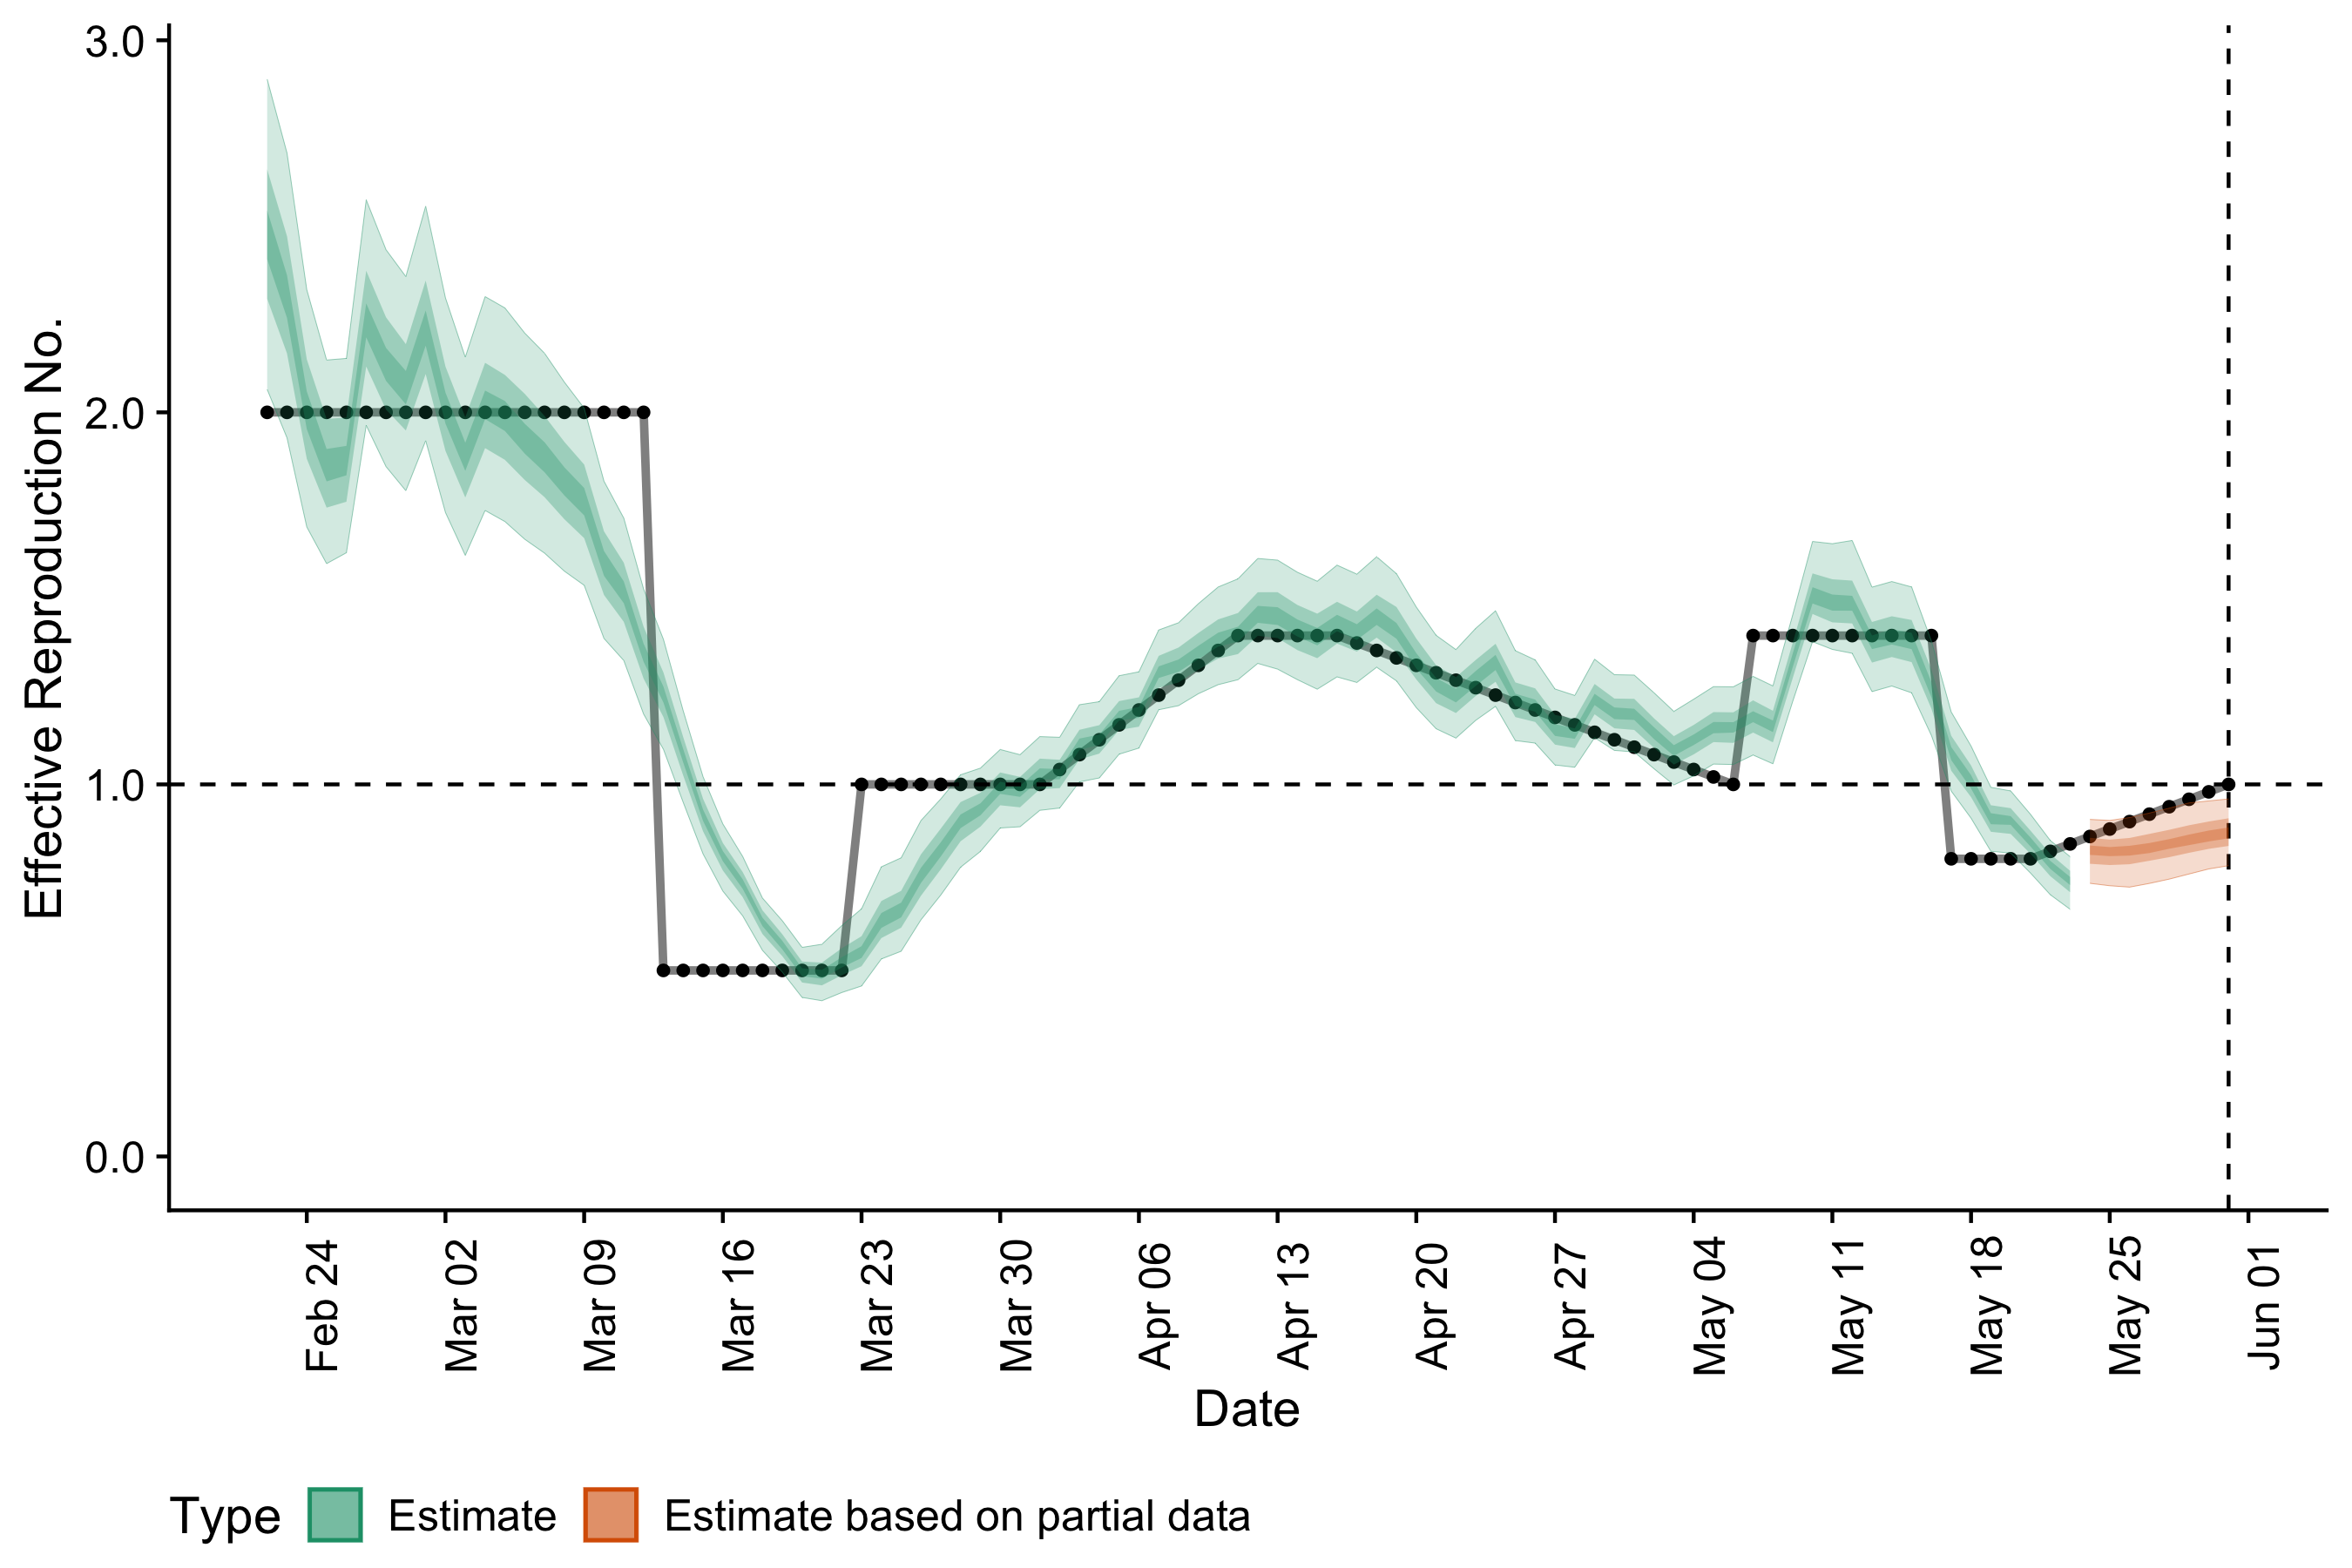 Effective Reproduction No.
3.0
2.0
1.0
0.0
Feb 24
Mar 02
Mar 09
Mar 16
Mar 23
Mar 30
Apr 06
Apr 13
Apr 20
Apr 27
May 04
May 11
May 18
May 25
Jun 01
Date
Type Estimate Estimate based on partial data